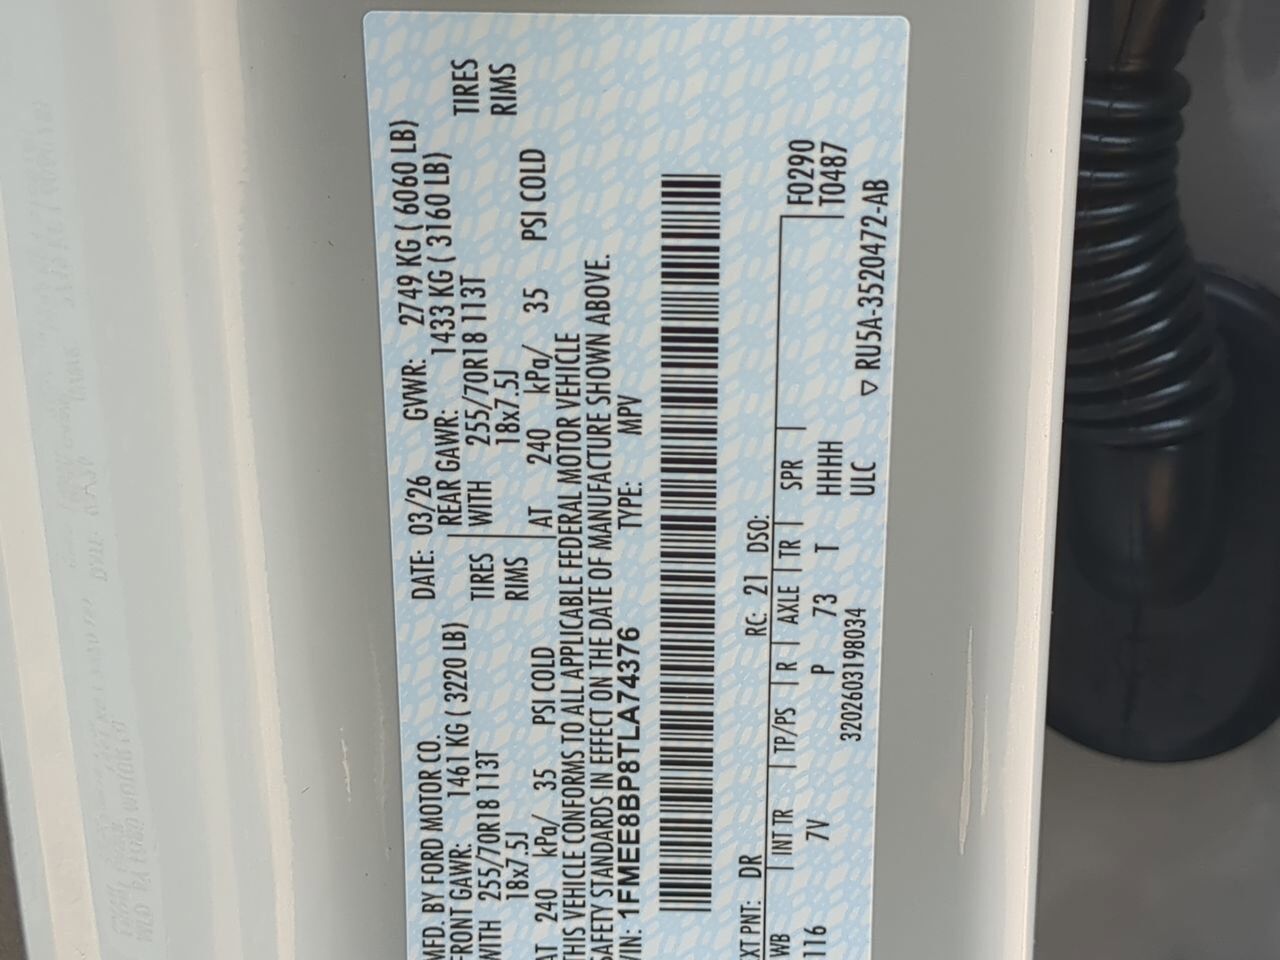 MFD. BY FORD MOTOR CO.
DATE: 03/26 GVWR: 2749 KG ( 6060 LB)
FRONT GAWR: 1461 KG ( 3220 LB)
REAR GAWR: 1433 KG ( 3160 LB)
WITH 255/70R18 113T TIRES
WITH 255/70R18 113T TIRES
18x7.5J RIMS
18x7.5J RIMS
AT 240 kPa/ 35 PSI COLD
AT 240 kPa/ 35 PSI COLD
THIS VEHICLE CONFORMS TO ALL APPLICABLE FEDERAL MOTOR VEHICLE
SAFETY STANDARDS IN EFFECT ON THE DATE OF MANUFACTURE SHOWN ABOVE.
VIN: 1FMEE8BP8TLA74376 TYPE: MPV
EXT PNT: DR RC: 21 DSO:
WB INT TR TP/PS R AXLE TR SPR F0290
116 7V P 73 T HHHH T0487
3202603198034 ULC
▽ RU5A-3520472-AB